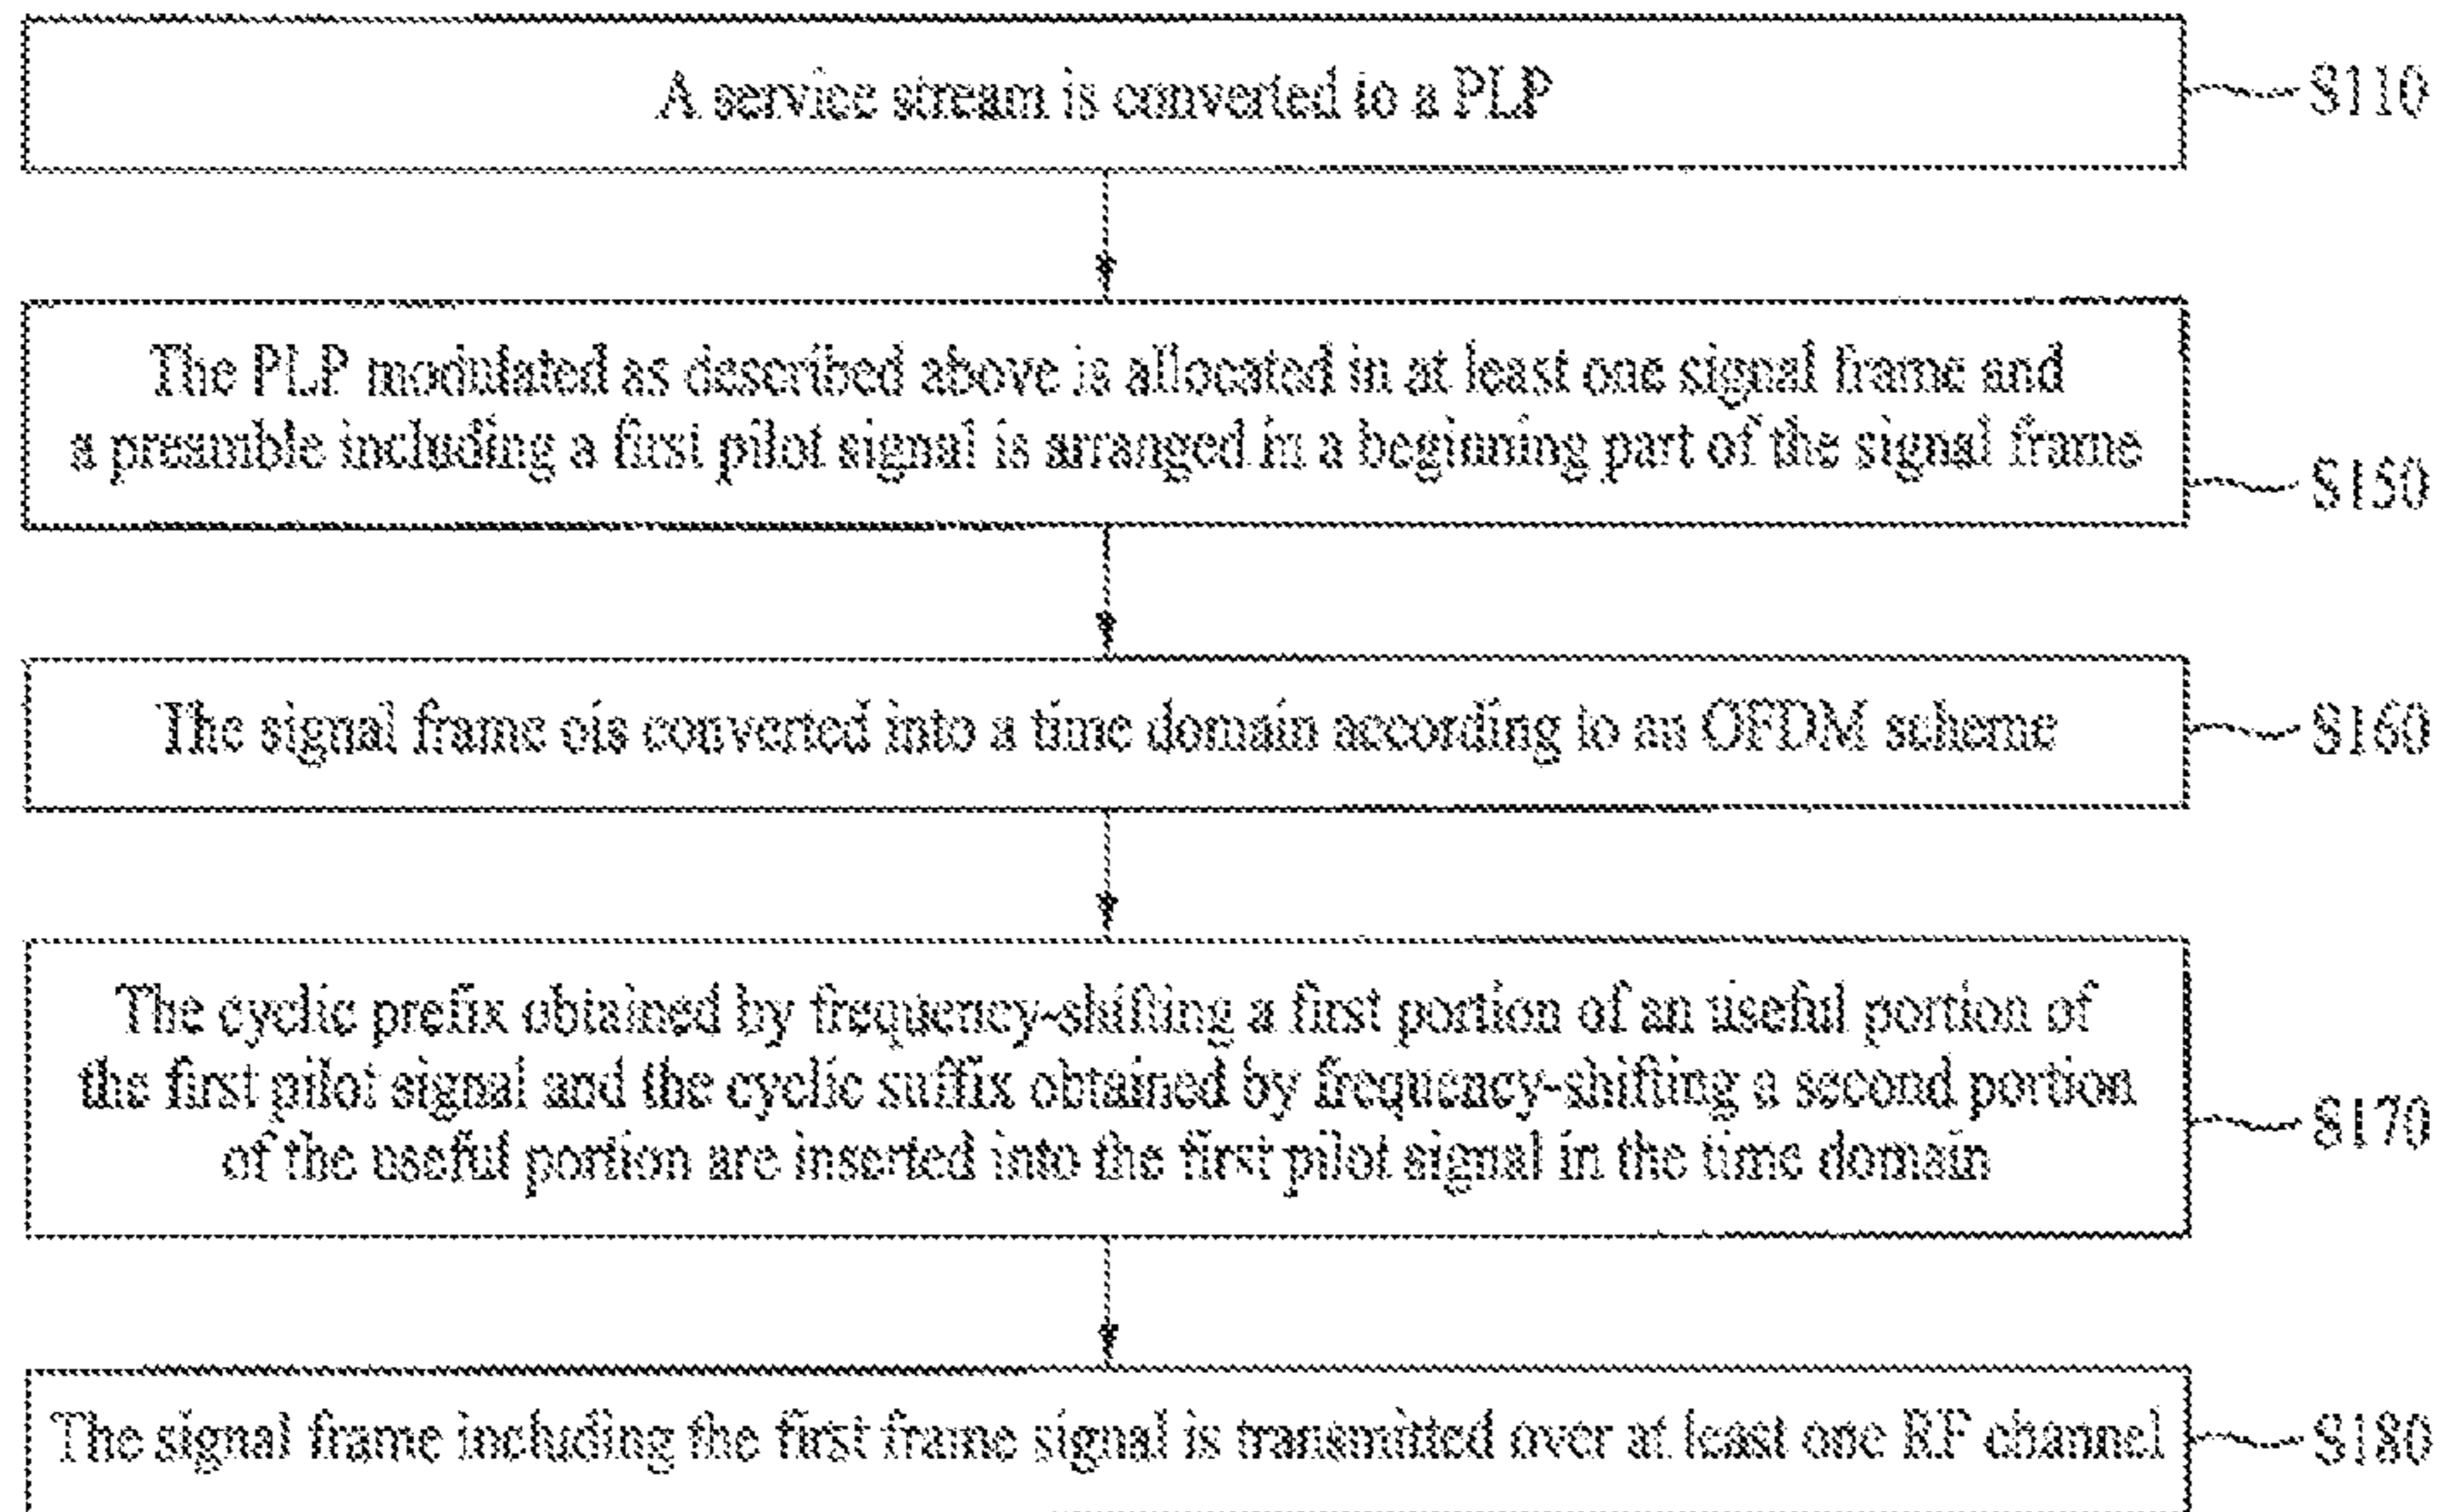 A service stream is converted to a PLP
S110
The PLP modulated as described above is allocated in at least one signal frame and
a preamble including a first pilot signal is arranged in a beginning part of the signal frame
S150
The signal frame ois converted into a time domain according to an OFDM scheme
S160
The cyclic prefix obtained by frequency-shifting a first portion of an useful portion of
the first pilot signal and the cyclic suffix obtained by frequency-shifting a second portion
of the useful portion are inserted into the first pilot signal in the time domain
S170
The signal frame including the first frame signal is transmitted over at least one RF channel
S180